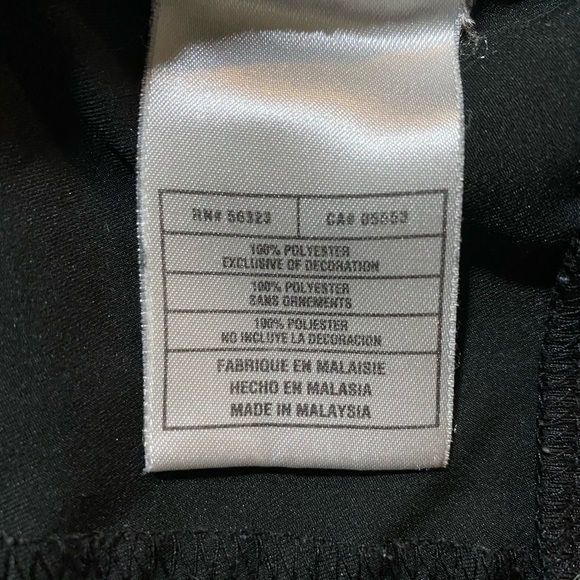 RN# 56323 CA# 05553
100% POLYESTER
EXCLUSIVE OF DECORATION
100% POLYESTER
SANS ORNEMENTS
100% POLIESTER
NO INCLUYE LA DECORACION
FABRIQUE EN MALAISIE
HECHO EN MALASIA
MADE IN MALAYSIA